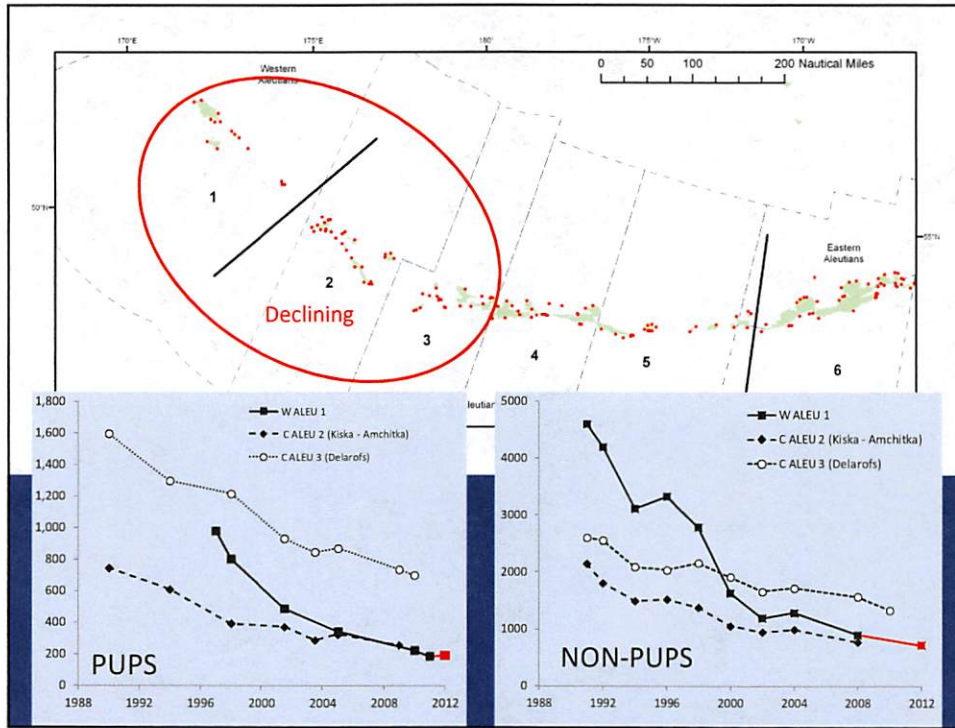 170°E 175°E 180° 175°W 170°W
Western
Aleutians
0 50 100 200 Nautical Miles
50°N
55°N
1
Eastern
Aleutians
2
Declining
3
4
5
6
1,800
1,600
1,400
1,200
1,000
800
600
400
200
0
W ALEU 1
C ALEU 2 (Kiska - Amchitka)
C ALEU 3 (Delarofs)
PUPS
1988 1992 1996 2000 2004 2008 2012
5000
4000
3000
2000
1000
0
W ALEU 1
C ALEU 2 (Kiska - Amchitka)
C ALEU 3 (Delarofs)
NON-PUPS
1988 1992 1996 2000 2004 2008 2012